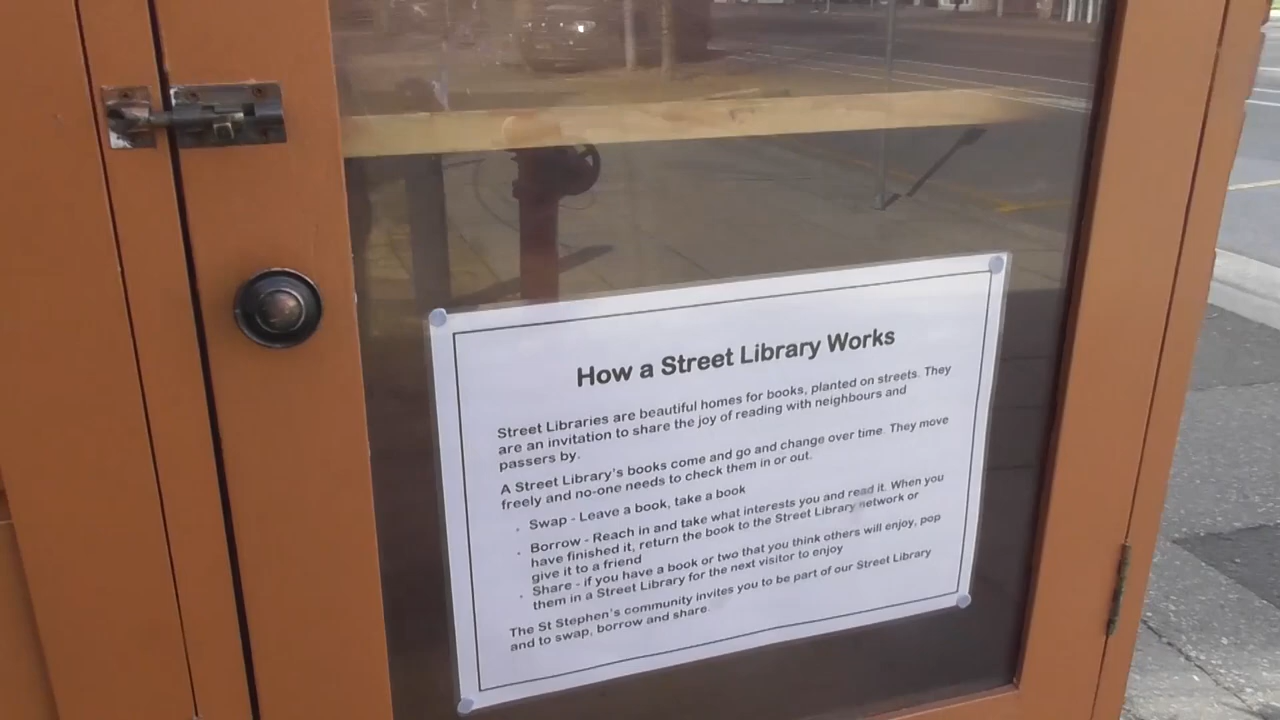 How a Street Library Works
Street Libraries are beautiful homes for books, planted on streets. They
are an invitation to share the joy of reading with neighbours and
passers by.
A Street Library's books come and go and change over time. They move
freely and no-one needs to check them in or out.
· Swap - Leave a book, take a book
· Borrow - Reach in and take what interests you and read it. When you
have finished it, return the book to the Street Library network or
give it to a friend
· Share - if you have a book or two that you think others will enjoy, pop
them in a Street Library for the next visitor to enjoy
The St Stephen's community invites you to be part of our Street Library
and to swap, borrow and share.